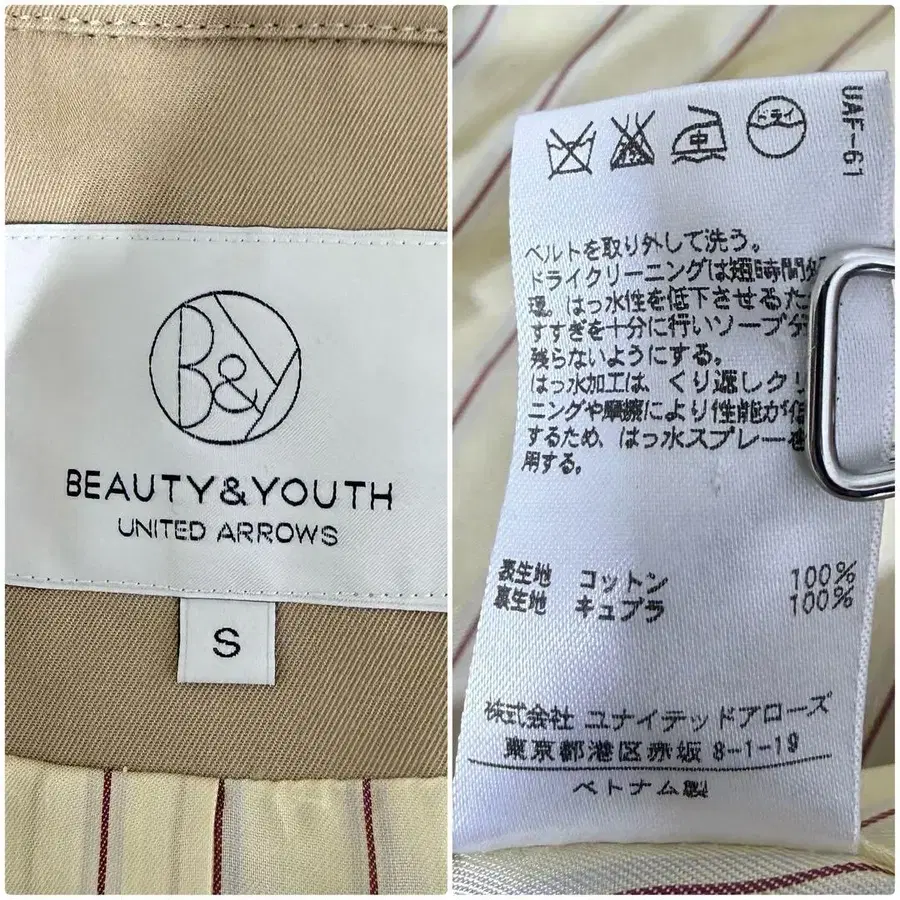 B&Y
BEAUTY&YOUTH
UNITED ARROWS
S
ドライ
中
UAF-61
ベルトを取り外して洗う。
ドライクリーニングは短時間処
理。はっ水性を低下させるた
すすぎを十分に行いソープ分
残らないようにする。
はっ水加工は、くり返しクリ
ニングや摩擦により性能が低
するため、はっ水スプレーを
用する。
表生地 コットン 100%
裏生地 キュプラ 100%
株式会社 ユナイテッドアローズ
東京都港区赤坂 8-1-19
ベトナム製